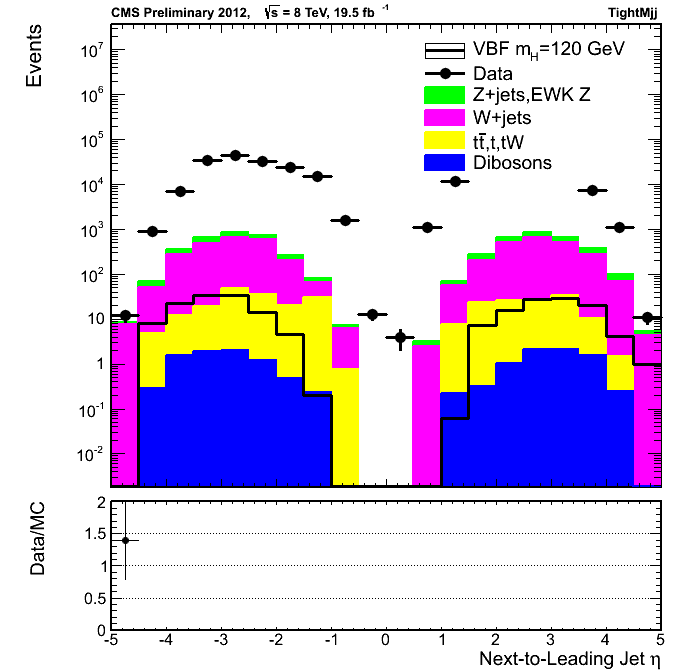 CMS Preliminary 2012, √s = 8 TeV, 19.5 fb⁻¹ TightMjj
Events
10⁷
10⁶
10⁵
10⁴
10³
10²
10
1
10⁻¹
10⁻²
VBF m_H=120 GeV
Data
Z+jets,EWK Z
W+jets
tt̄,t,tW
Dibosons
Data/MC
2
1.5
1
0.5
0
-5 -4 -3 -2 -1 0 1 2 3 4 5
Next-to-Leading Jet η